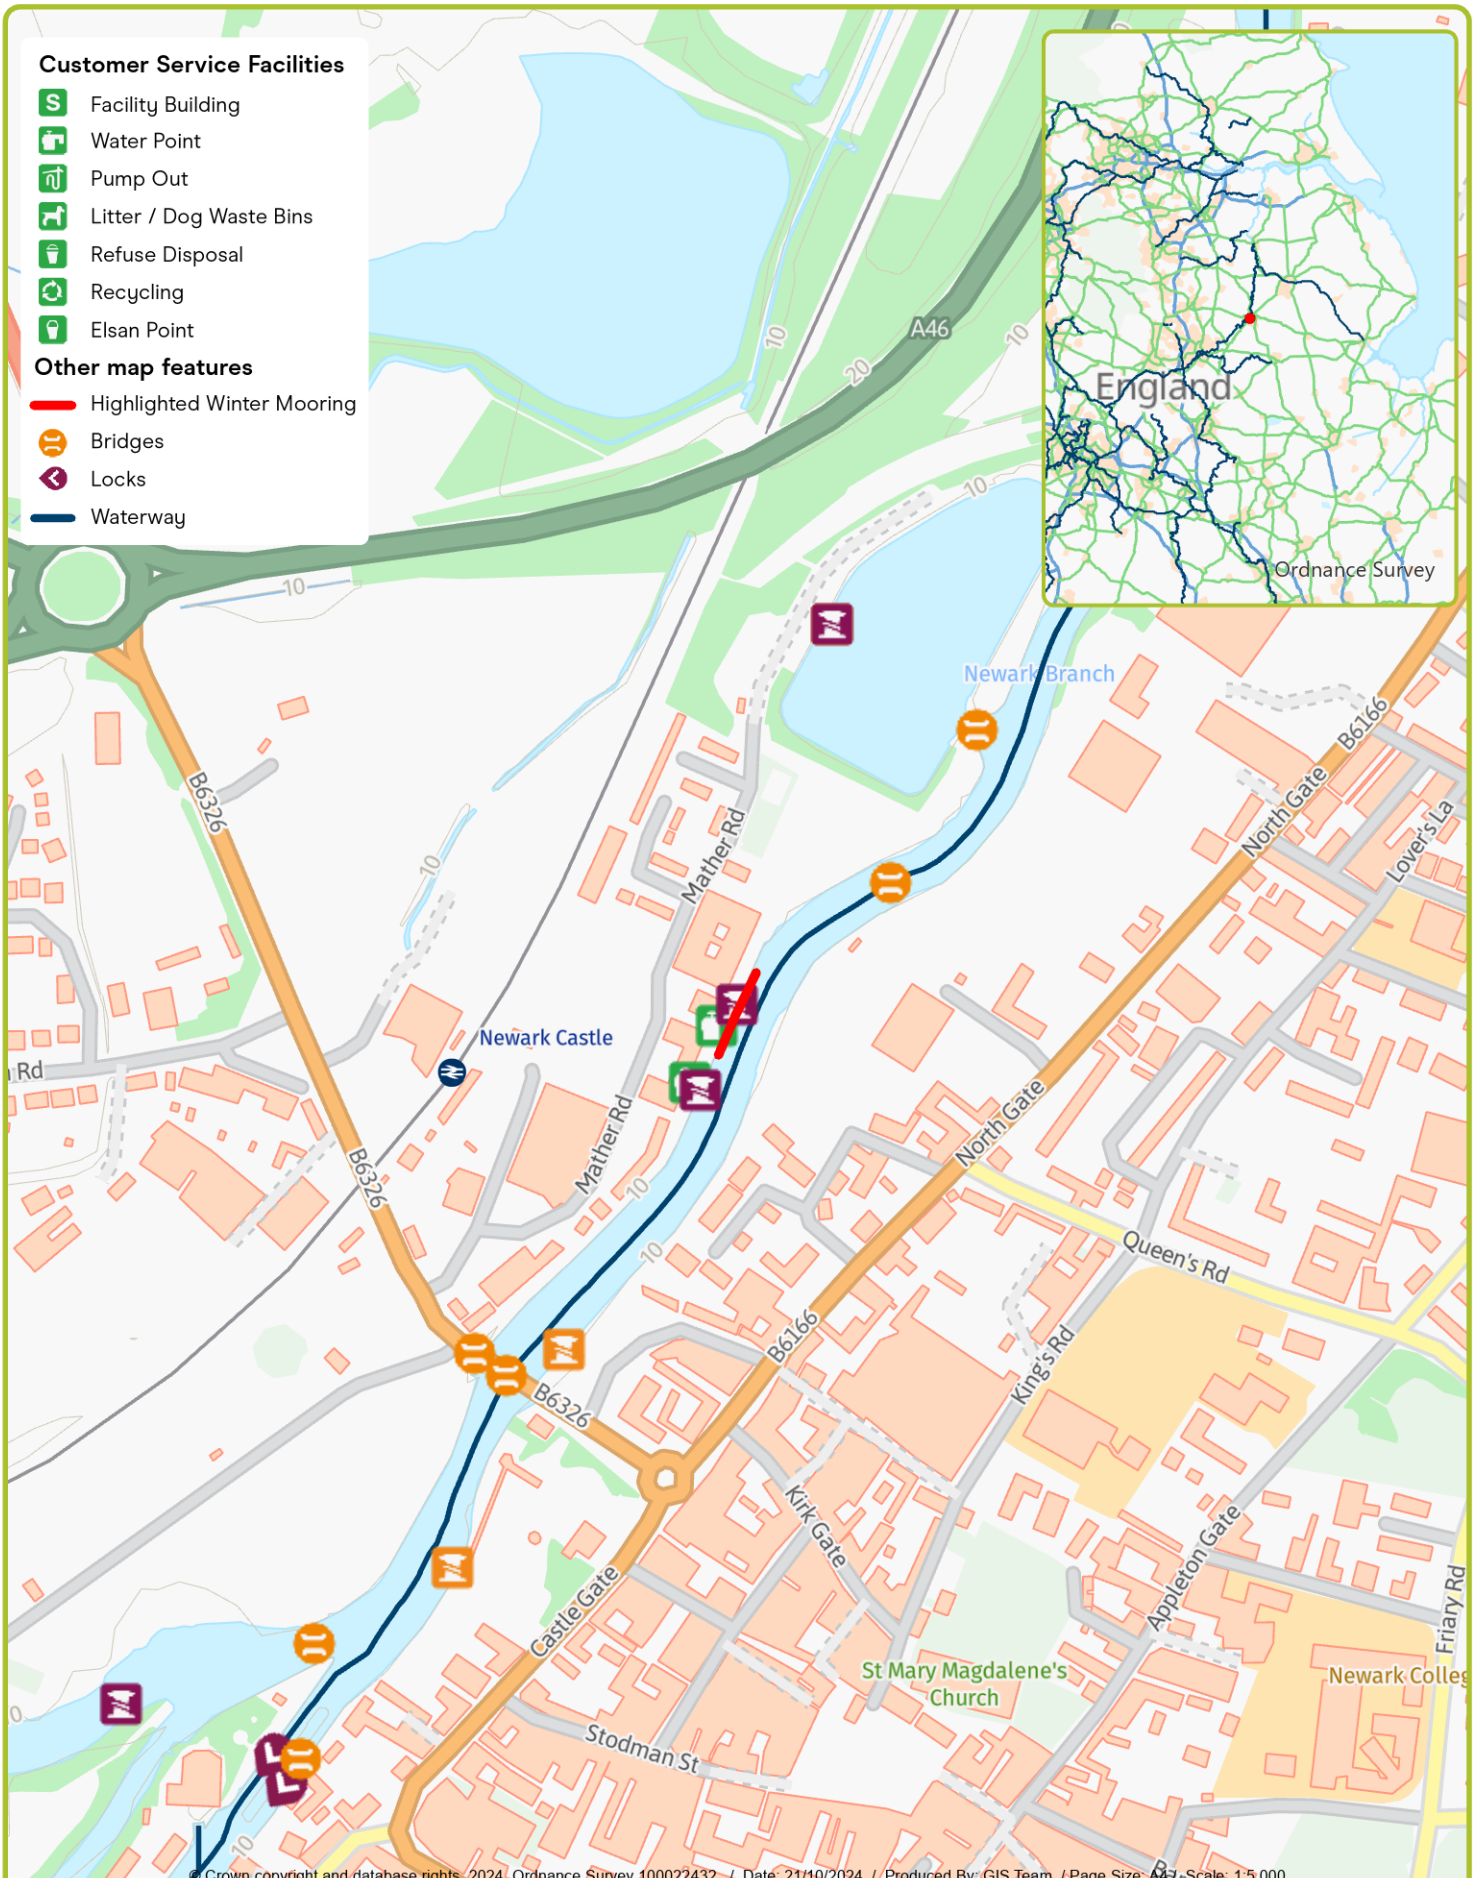 Customer Service Facilities
Facility Building
Water Point
Pump Out
Litter / Dog Waste Bins
Refuse Disposal
Recycling
Elsan Point
Other map features
Highlighted Winter Mooring
Bridges
Locks
Waterway
S
England
Ordnance Survey
10
A46
20
10
10
10
Newark Branch
B6166
North Gate
Lover's La
B6326
10
Mather Rd
Newark Castle
Rd
Mather Rd
B6326
10
10
North Gate
Queen's Rd
B6166
King's Rd
B6326
Kirk Gate
Castle Gate
Appleton Gate
Friary Rd
St Mary Magdalene's
Church
Newark Colleg
Stodman St
0
10
© Crown copyright and database rights, 2024, Ordnance Survey 100022432. / Date: 21/10/2024 / Produced By: GIS Team / Page Size: A4 / Scale: 1:5,000